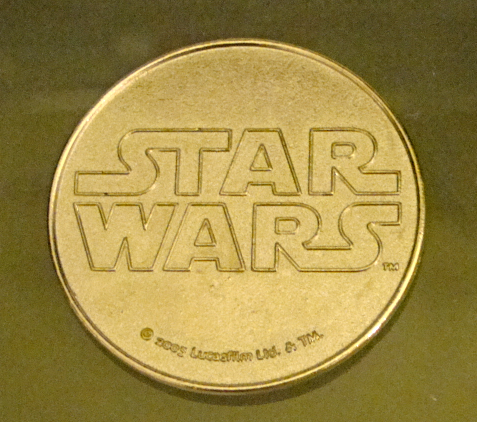 STAR
WARS TM
© 2005 Lucasfilm Ltd. & TM.